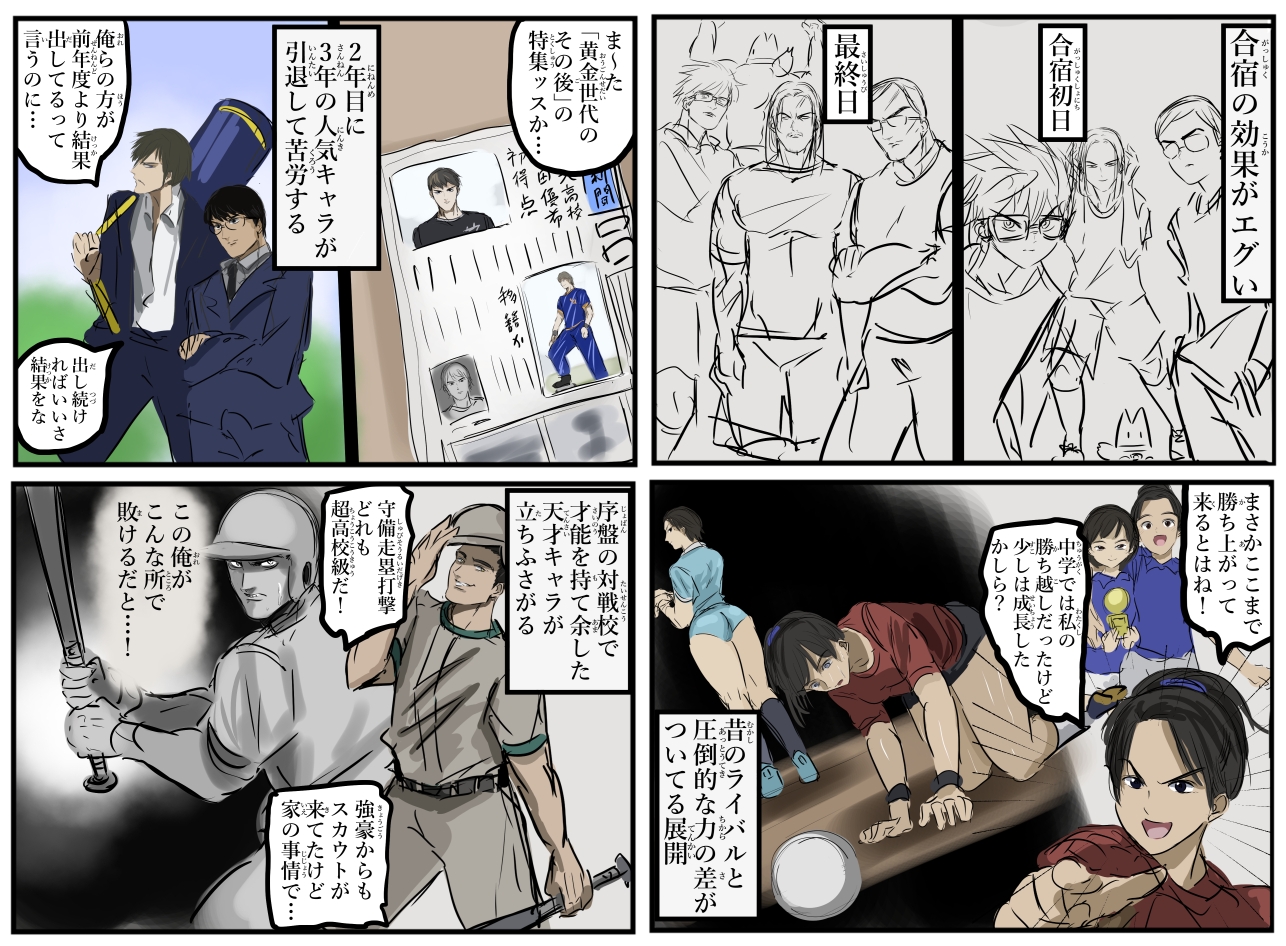 合宿の効果がエグい
合宿初日
最終日
ま〜た
「黄金世代の
その後」の
特集ッスか…
新聞
初得点
移籍か
2年目に
3年の人気キャラが
引退して苦労する
俺らの方が
前年度より結果
出してるって
言うのに…
出し続け
ればいいさ
結果をな
まさかここまで
勝ち上がって
来るとはね!
中学では私の
勝ち越しだったけど
少しは成長した
かしら?
昔のライバルと
圧倒的な力の差が
ついてる展開
序盤の対戦校で
才能を持て余した
天才キャラが
立ちふさがる
守備走塁打撃
どれも
超高校級だ!
強豪からも
スカウトが
来てたけど
家の事情で…
この俺が
こんな所で
敗けるだと…!